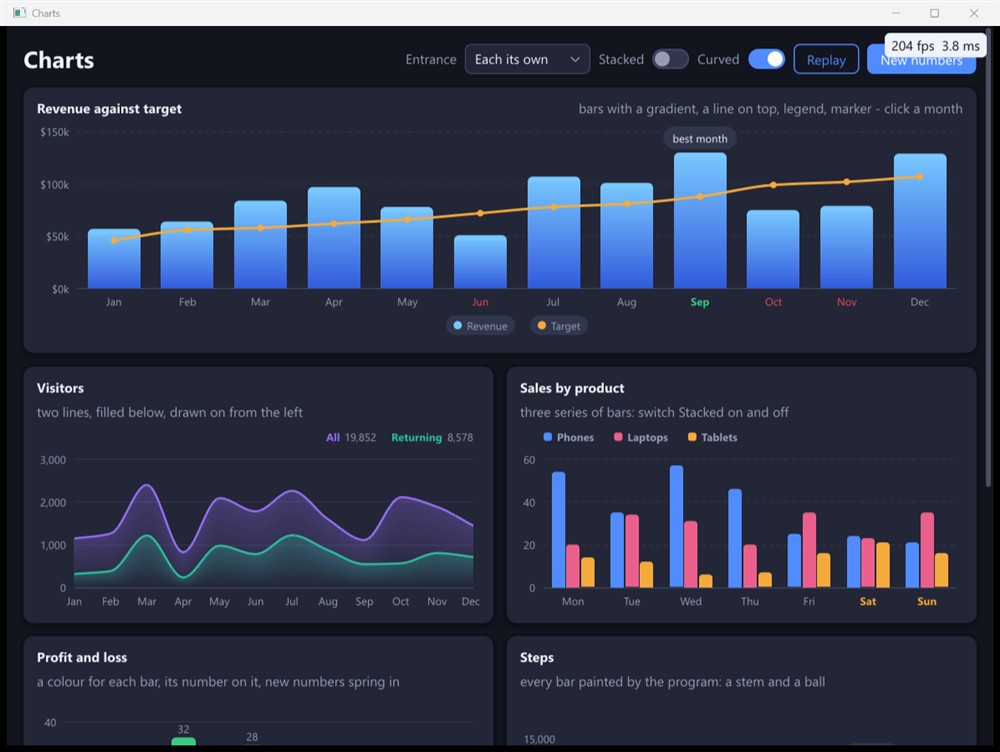 Charts
204 fps 3.8 ms
Charts
Entrance Each its own Stacked Curved Replay New numbers
Revenue against target
bars with a gradient, a line on top, legend, marker - click a month
$150k
best month
$100k
$50k
$0k
Jan Feb Mar Apr May Jun Jul Aug Sep Oct Nov Dec
Revenue Target
Visitors
two lines, filled below, drawn on from the left
All 19,852 Returning 8,578
3,000
2,000
1,000
0
Jan Feb Mar Apr May Jun Jul Aug Sep Oct Nov Dec
Sales by product
three series of bars: switch Stacked on and off
Phones Laptops Tablets
60
40
20
0
Mon Tue Wed Thu Fri Sat Sun
Profit and loss
a colour for each bar, its number on it, new numbers spring in
40
32
28
Steps
every bar painted by the program: a stem and a ball
15,000